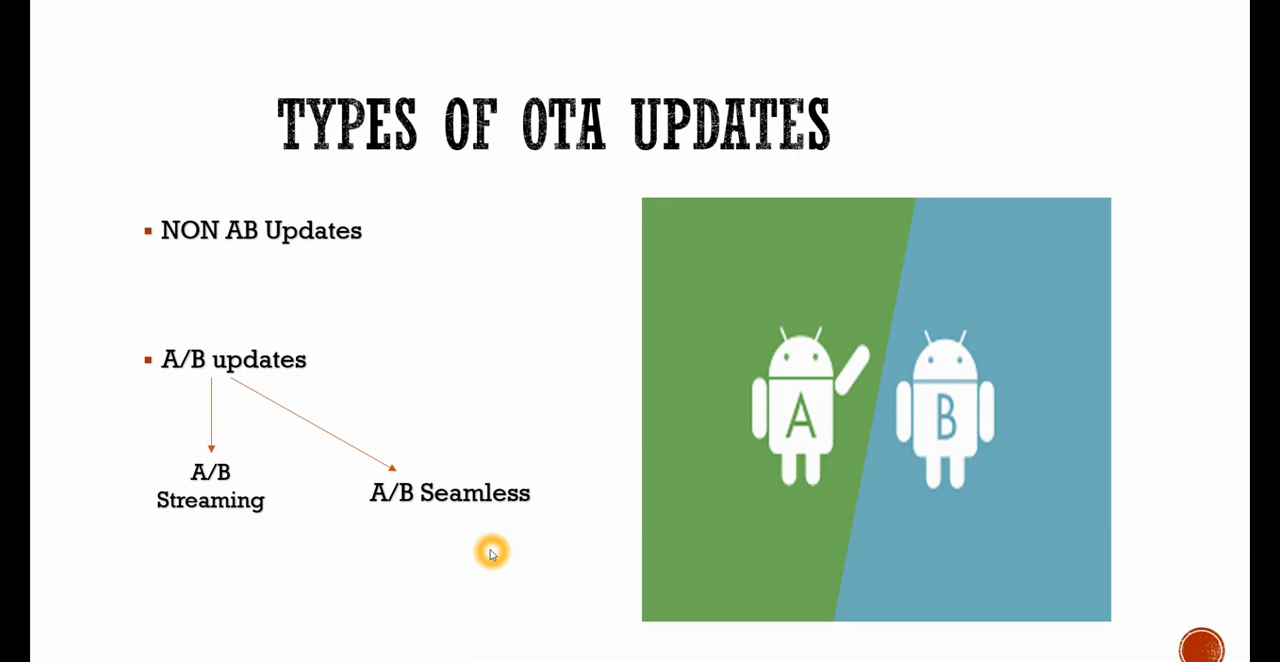 TYPES OF OTA UPDATES
NON AB Updates
A/B updates
A/B
Streaming
A/B Seamless
A
B